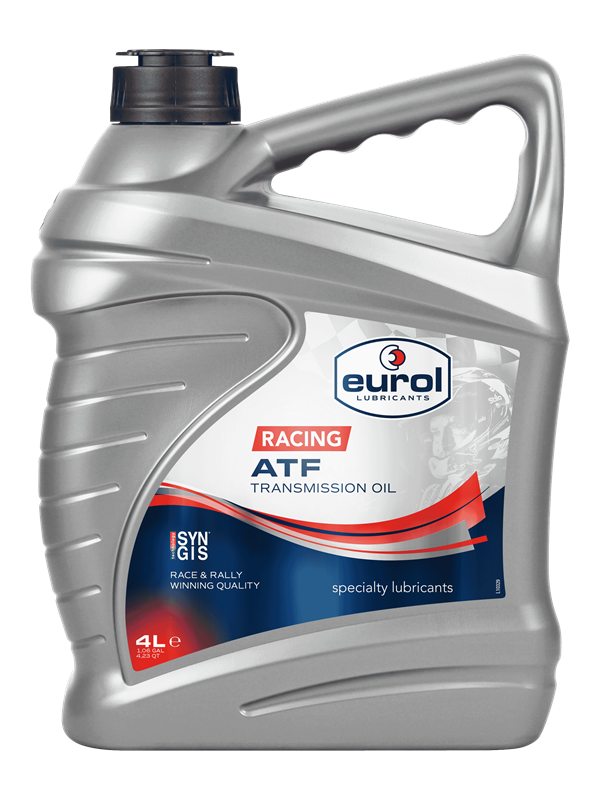 eurol
LUBRICANTS
RACING
ATF
TRANSMISSION OIL
SYN
GIS
RACE & RALLY
WINNING QUALITY
specialty lubricants
4L e
1,06 GAL
4,23 QT